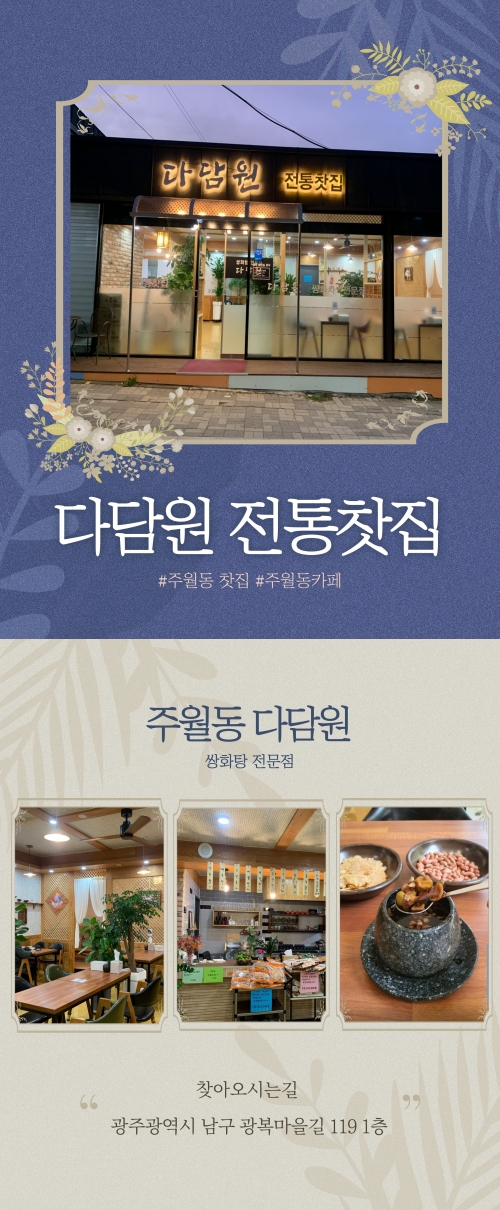 다담원 전통찻집
다담원 전통찻집
#주월동 찻집 #주월동카페
주월동 다담원
쌍화탕 전문점
찾아오시는길
“ 광주광역시 남구 광복마을길 119 1층 ”